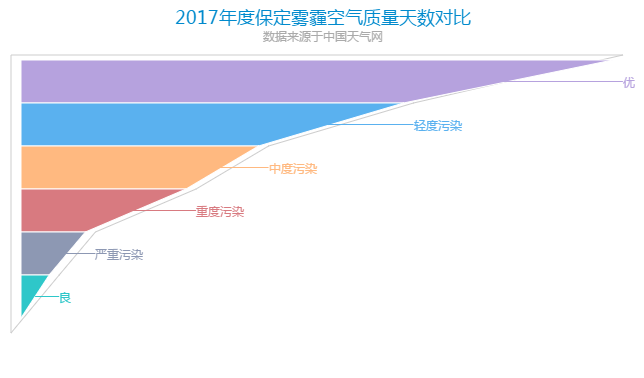 2017年度保定雾霾空气质量天数对比
数据来源于中国天气网
优
轻度污染
中度污染
重度污染
严重污染
良